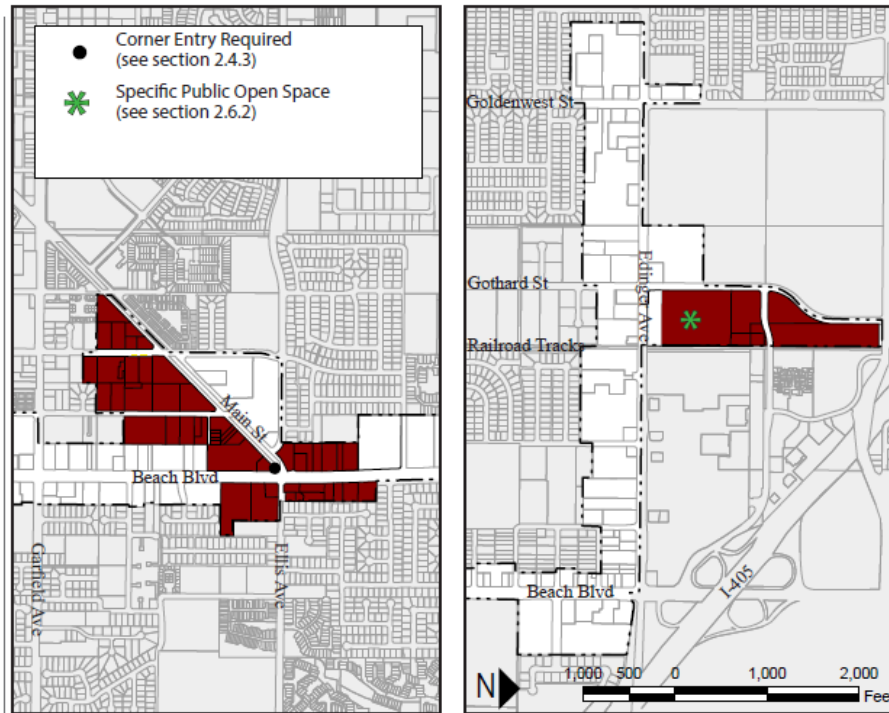 Corner Entry Required
(see section 2.4.3)
Specific Public Open Space
(see section 2.6.2)
Main St
Beach Blvd
Garfield Ave
Ellis Ave
Goldenwest St
Edinger Ave
Gothard St
Railroad Tracks
I-405
Beach Blvd
1,000 500 0 1,000 2,000
Feet
N